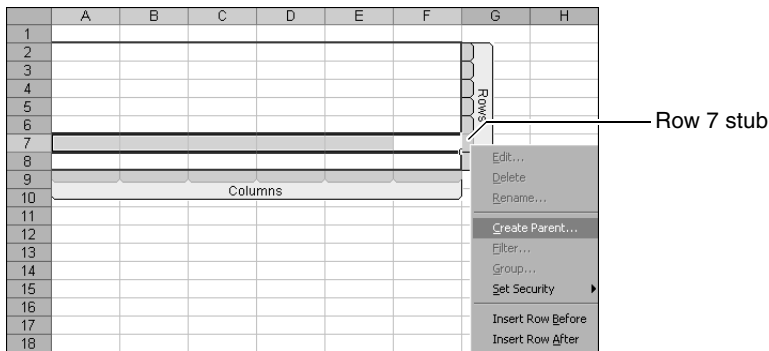 A B C D E F G H
1
2
3
4
5
6
7
8
9
10
11
12
13
14
15
16
17
18
Rows
Columns
Row 7 stub
Edit...
Delete
Rename...
Create Parent...
Filter...
Group...
Set Security
Insert Row Before
Insert Row After